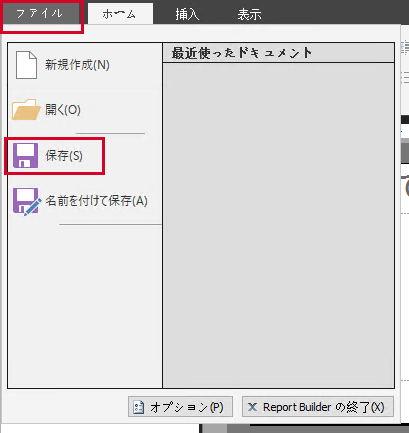 ファイル ホーム 挿入 表示
最近使ったドキュメント
新規作成(N)
開く(O)
保存(S)
名前を付けて保存(A)
オプション(P) Report Builder の終了(X)